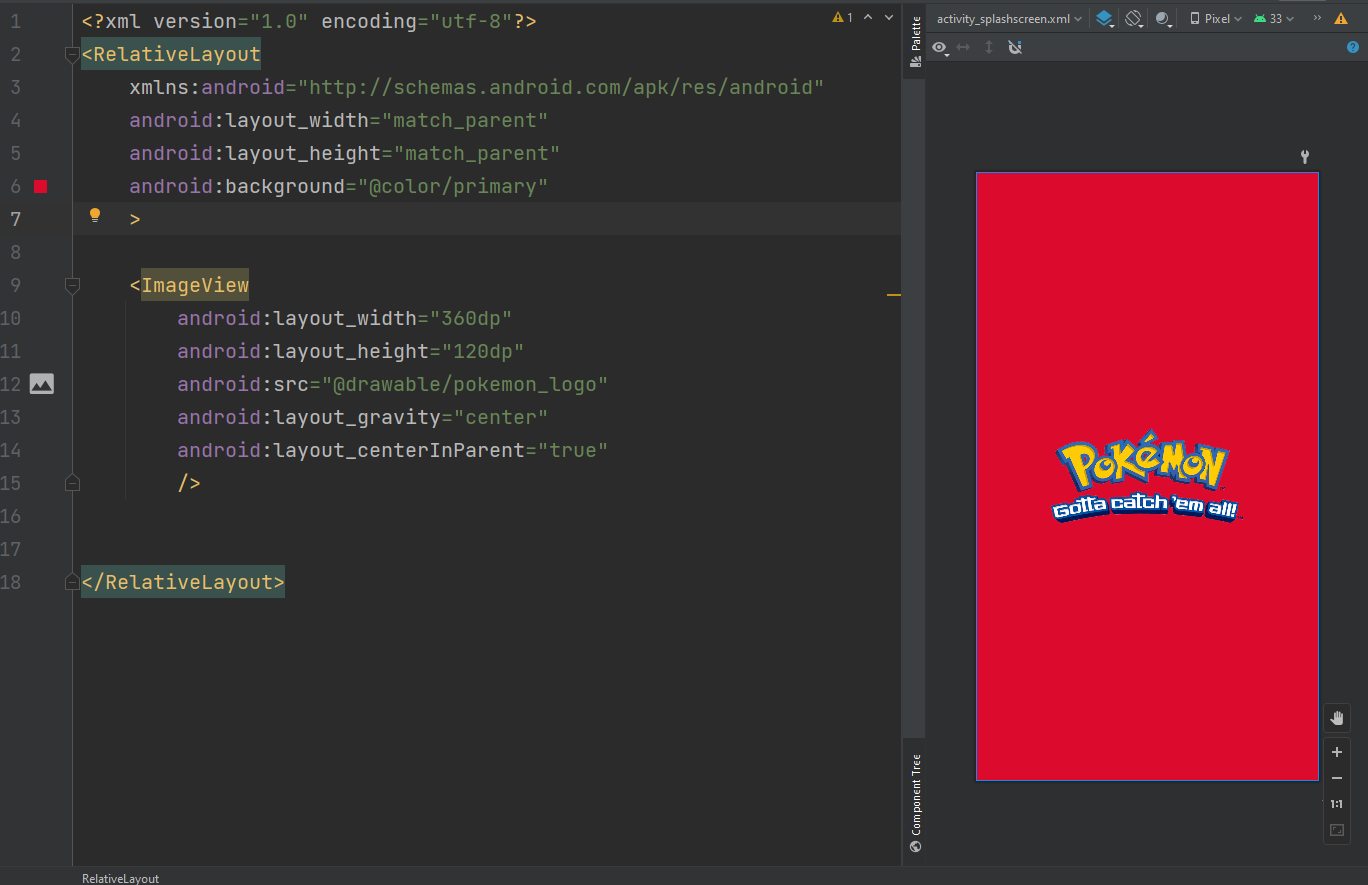 1 <?xml version="1.0" encoding="utf-8"?>
2 <RelativeLayout
3 xmlns:android="http://schemas.android.com/apk/res/android"
4 android:layout_width="match_parent"
5 android:layout_height="match_parent"
6 android:background="@color/primary"
7 >
8
9 <ImageView
10 android:layout_width="360dp"
11 android:layout_height="120dp"
12 android:src="@drawable/pokemon_logo"
13 android:layout_gravity="center"
14 android:layout_centerInParent="true"
15 />
16
17
18 </RelativeLayout>
RelativeLayout
1
Palette
Component Tree
activity_splashscreen.xml
Pixel
33
POKéMON
Gotta catch 'em all!
1:1